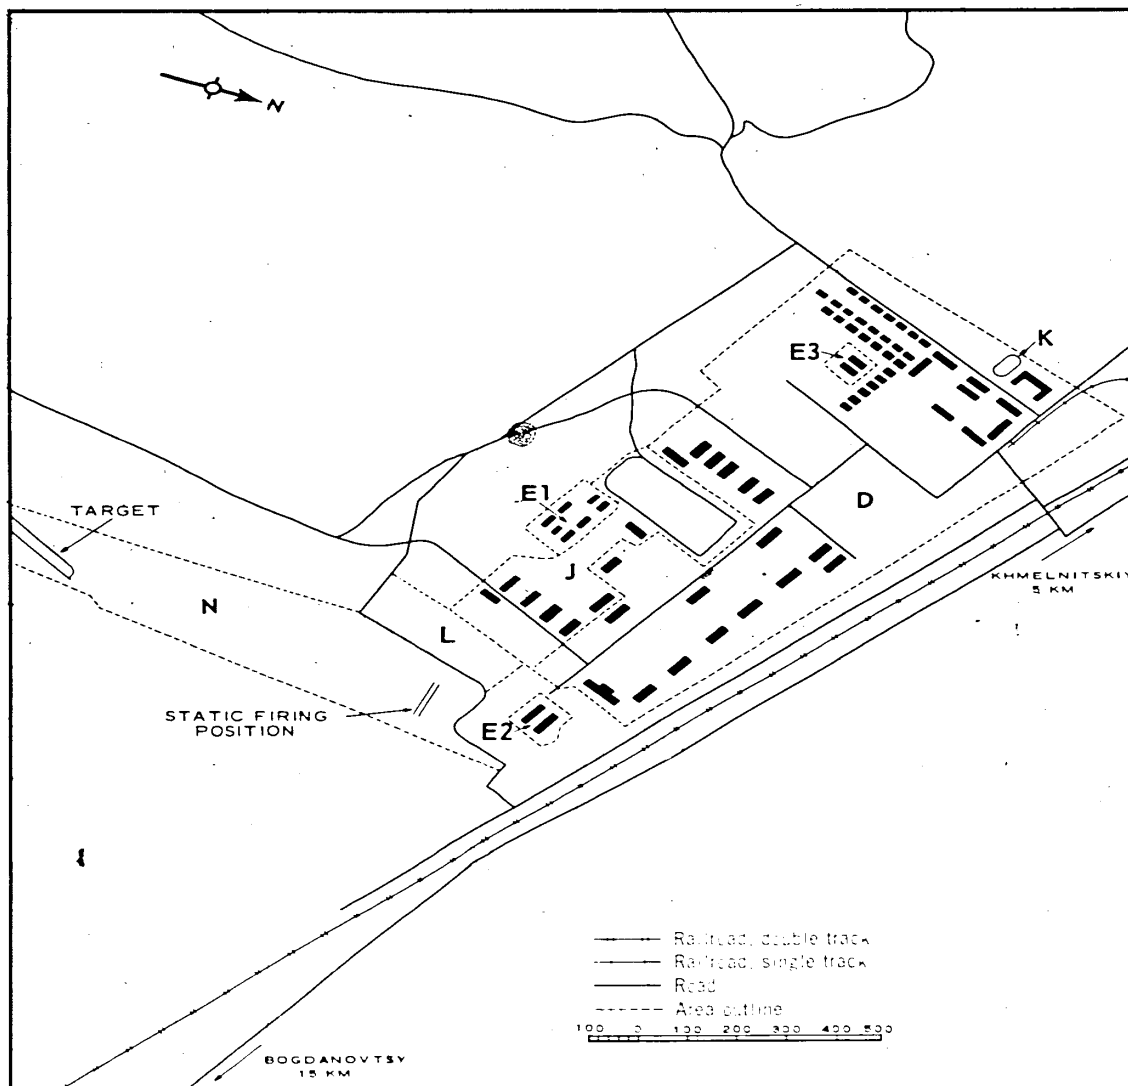 N
K
E3
E1
TARGET
D
KHMELNITSKIY
5 KM
J
N
L
STATIC FIRING
POSITION
E2
Railroad, double track
Railroad, single track
Road
Area outline
100 0 100 200 300 400 500
BOGDANOVTSY
15 KM